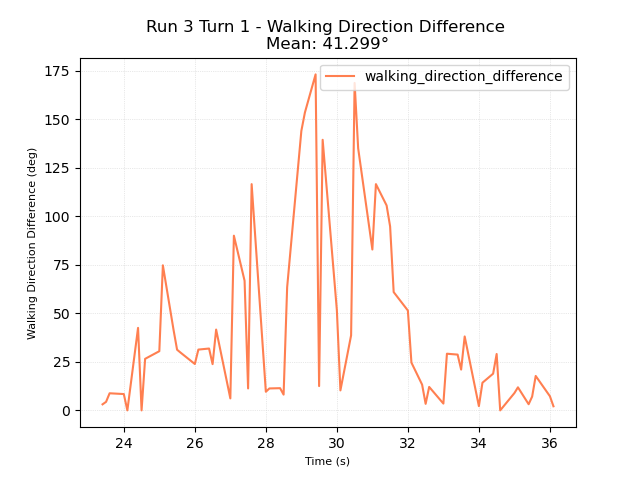 Run 3 Turn 1 - Walking Direction Difference
Mean: 41.299°
walking_direction_difference
Walking Direction Difference (deg)
175
150
125
100
75
50
25
0
24 26 28 30 32 34 36
Time (s)